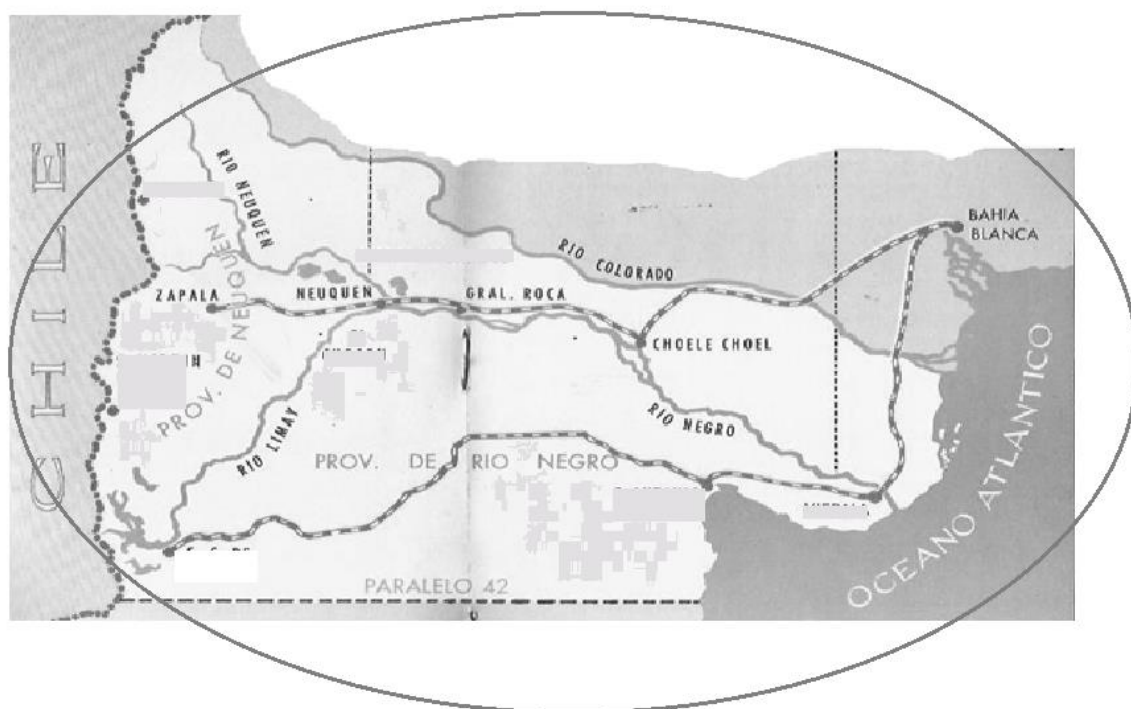 CHILE
RIO NEUQUEN
PROV. DE NEUQUEN
BAHIA
BLANCA
RIO COLORADO
ZAPALA
NEUQUEN
GRAL. ROCA
CHOELE CHOEL
RIO LIMAY
RIO NEGRO
PROV. DE RIO NEGRO
OCEANO ATLANTICO
PARALELO 42